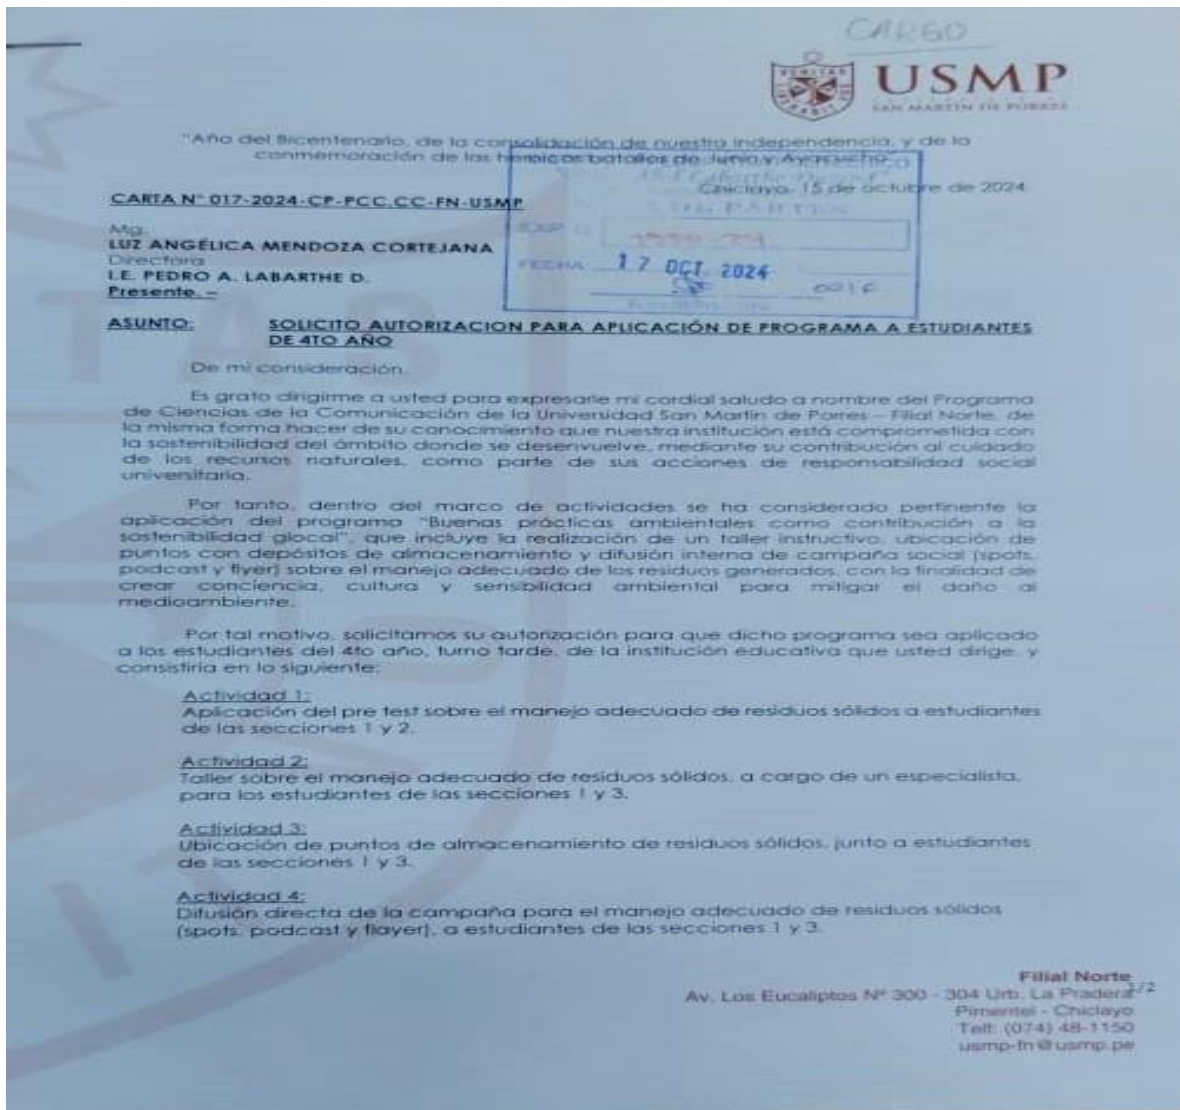 CARGO
USMP
SAN MARTIN DE PORRES
"Año del Bicentenario, de la consolidación de nuestra Independencia, y de la
conmemoración de las heroicas batallas de Junín y Ayacucho"
Chiclayo, 15 de octubre de 2024
CARTA N° 017-2024-CP-PCC.CC-FN-USMP
Mg.
LUZ ANGÉLICA MENDOZA CORTEJANA
Directora
I.E. PEDRO A. LABARTHE D.
Presente. –
FECHA 17 OCT. 2024
ASUNTO: SOLICITO AUTORIZACION PARA APLICACIÓN DE PROGRAMA A ESTUDIANTES
DE 4TO AÑO
De mi consideración.
Es grato dirigirme a usted para expresarle mi cordial saludo a nombre del Programa
de Ciencias de la Comunicación de la Universidad San Martín de Porres – Filial Norte, de
la misma forma hacer de su conocimiento que nuestra institución está comprometida con
la sostenibilidad del ámbito donde se desenvuelve, mediante su contribución al cuidado
de los recursos naturales, como parte de sus acciones de responsabilidad social
universitaria.
Por tanto, dentro del marco de actividades se ha considerado pertinente la
aplicación del programa "Buenas prácticas ambientales como contribución a la
sostenibilidad glocal", que incluye la realización de un taller instructivo, ubicación de
puntos con depósitos de almacenamiento y difusión interna de campaña social (spots,
podcast y flyer) sobre el manejo adecuado de los residuos generados, con la finalidad de
crear conciencia, cultura y sensibilidad ambiental para mitigar el daño al
medioambiente.
Por tal motivo, solicitamos su autorización para que dicho programa sea aplicado
a los estudiantes del 4to año, turno tarde, de la institución educativa que usted dirige, y
consistiría en lo siguiente:
Actividad 1:
Aplicación del pre test sobre el manejo adecuado de residuos sólidos a estudiantes
de las secciones 1 y 2.
Actividad 2:
Taller sobre el manejo adecuado de residuos sólidos, a cargo de un especialista,
para los estudiantes de las secciones 1 y 3.
Actividad 3:
Ubicación de puntos de almacenamiento de residuos sólidos, junto a estudiantes
de las secciones 1 y 3.
Actividad 4:
Difusión directa de la campaña para el manejo adecuado de residuos sólidos
(spots, podcast y flayer), a estudiantes de las secciones 1 y 3.
Filial Norte
Av. Los Eucaliptos N° 300 - 304 Urb. La Pradera 1/2
Pimentel - Chiclayo
Telf: (074) 48-1150
usmp-fn@usmp.pe